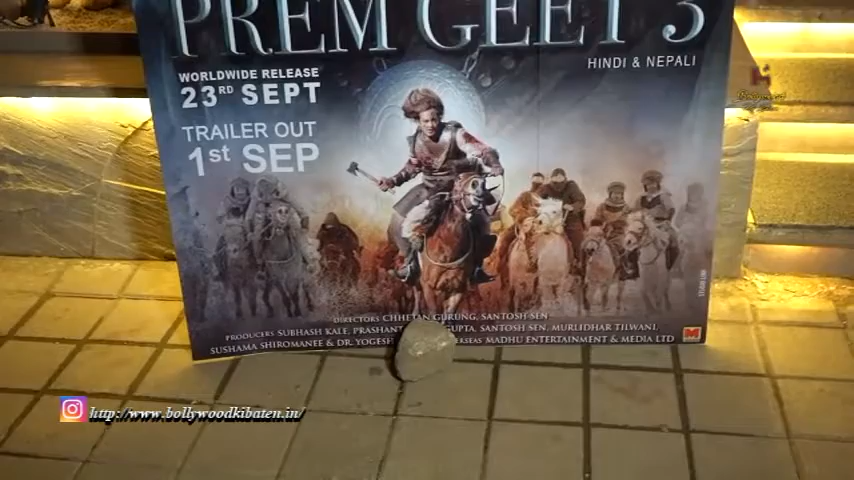 PREM GEET 3
HINDI & NEPALI
WORLDWIDE RELEASE
23RD SEPT
TRAILER OUT
1st SEP
DIRECTORS CHHETAN GURUNG, SANTOSH SEN
PRODUCERS SUBHASH KALE, PRASHANT GUPTA, SANTOSH SEN, MURLIDHAR TILWANI,
SUSHAMA SHIROMANEE & DR. YOGESH OVERSEAS MADHU ENTERTAINMENT & MEDIA LTD
http://www.bollywoodkibaten.in/